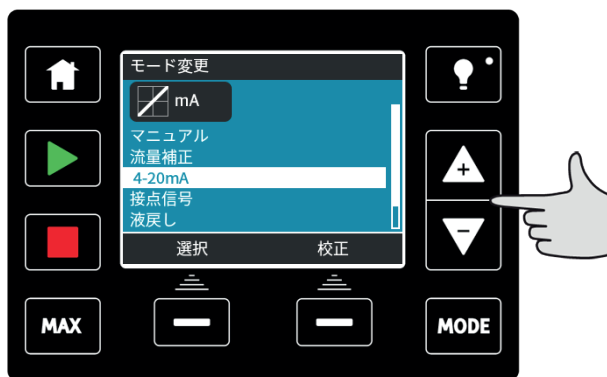 モード変更
mA
マニュアル
流量補正
4-20mA
接点信号
液戻し
選択 校正
MAX
MODE